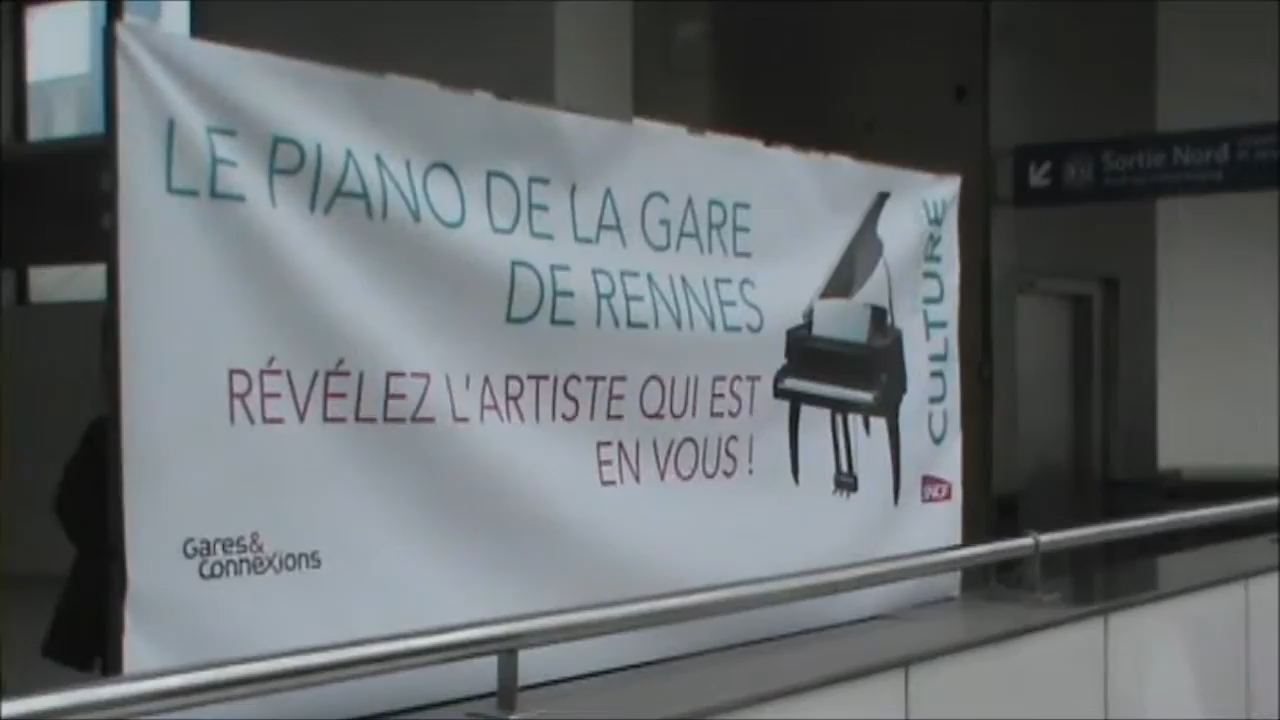 LE PIANO DE LA GARE
DE RENNES
RÉVÉLEZ L'ARTISTE QUI EST
EN VOUS !
CULTURE
SNCF
Gares&
Connexions
Sortie Nord